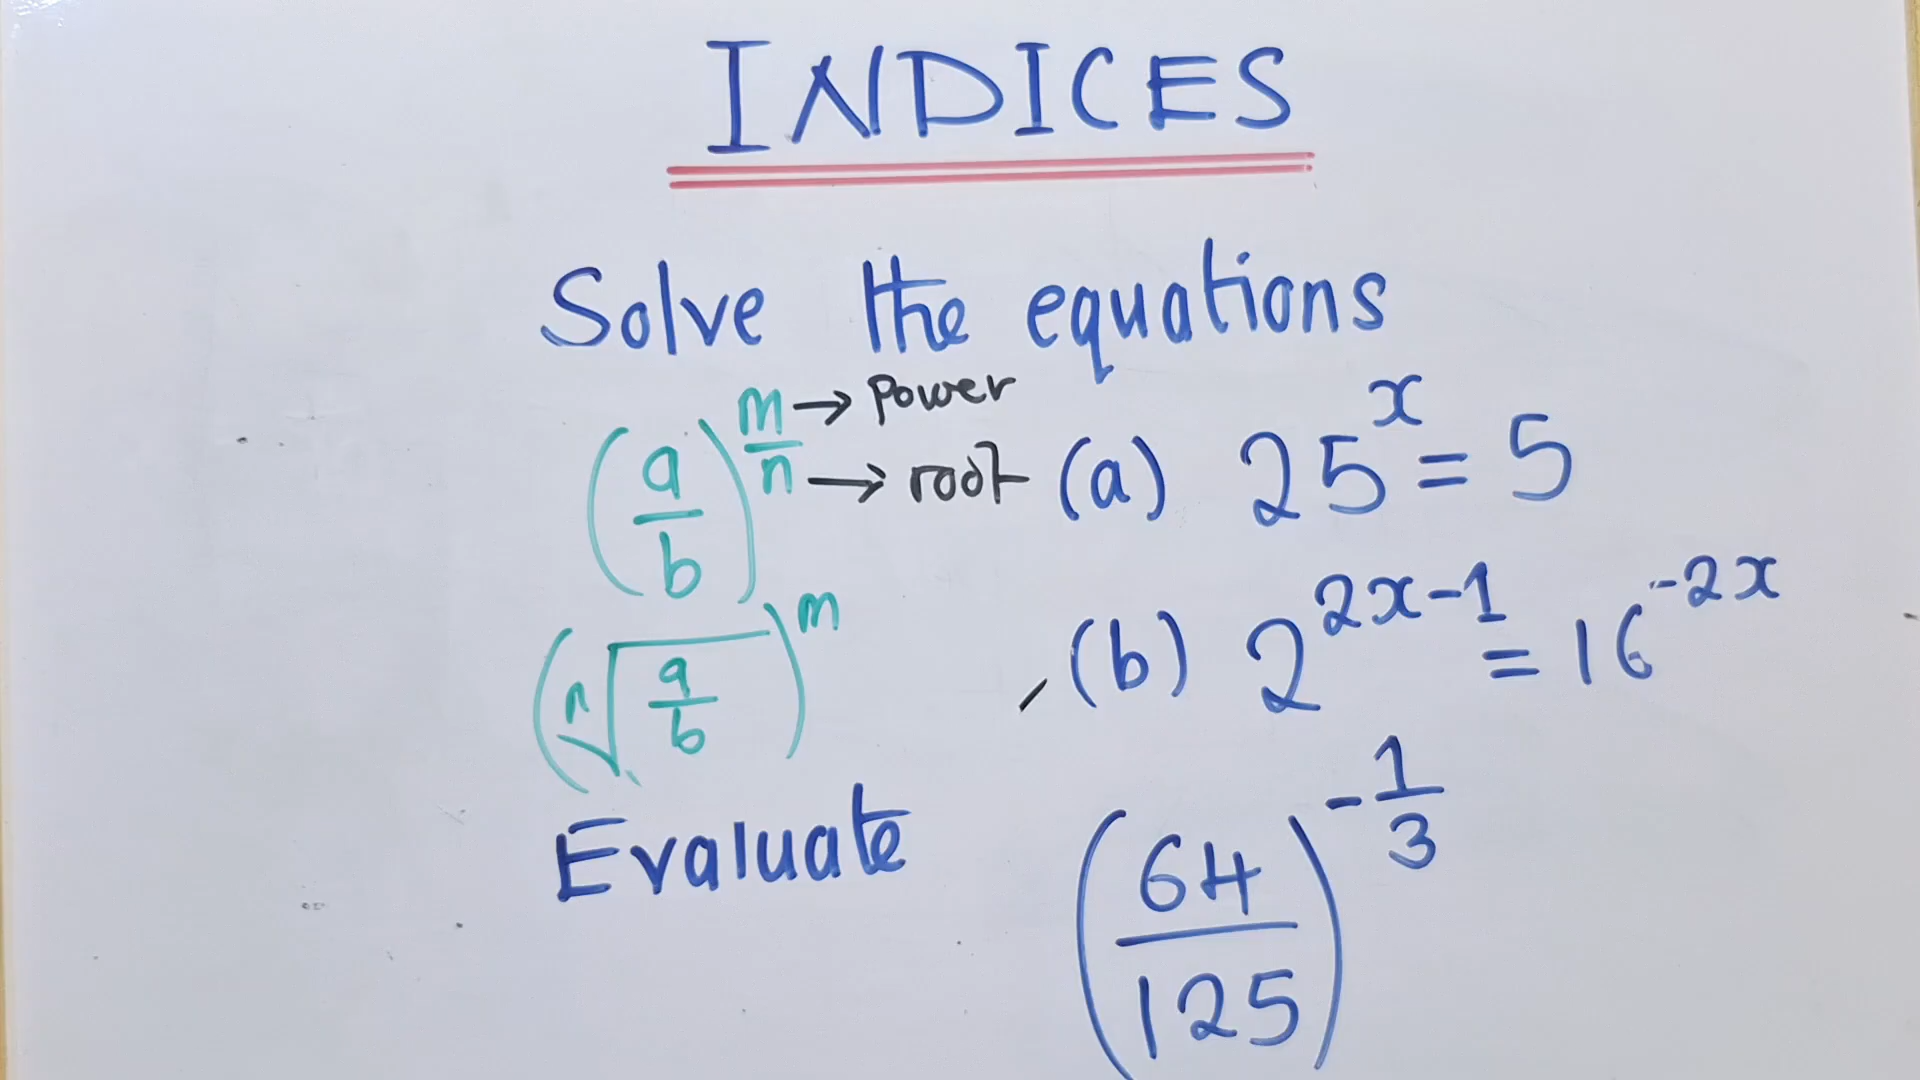 INDICES
Solve the equations
(a/b)^(m/n) m → power n → root
(ⁿ√(a/b))^m
(a) 25^x = 5
(b) 2^(2x-1) = 16^(-2x)
Evaluate (64/125)^(-1/3)